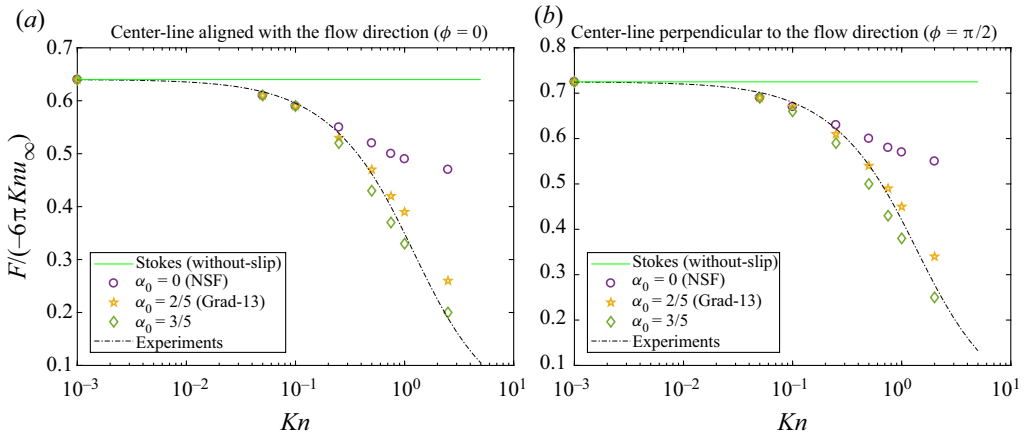 (a)
Center-line aligned with the flow direction (ϕ = 0)
0.7
0.6
0.5
0.4
0.3
0.2
0.1
F/(−6πKnu∞)
Stokes (without-slip)
α₀ = 0 (NSF)
α₀ = 2/5 (Grad-13)
α₀ = 3/5
Experiments
10⁻³ 10⁻² 10⁻¹ 10⁰ 10¹
Kn
(b)
Center-line perpendicular to the flow direction (ϕ = π/2)
0.8
0.7
0.6
0.5
0.4
0.3
0.2
0.1
Stokes (without-slip)
α₀ = 0 (NSF)
α₀ = 2/5 (Grad-13)
α₀ = 3/5
Experiments
10⁻³ 10⁻² 10⁻¹ 10⁰ 10¹
Kn